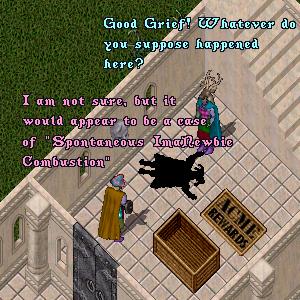 Good Grief! Whatever do
you suppose happened
here?
I am not sure, but it
would appear to be a case
of "Spontaneous ImaNewbie
Combustion"
ACME
REWARDS